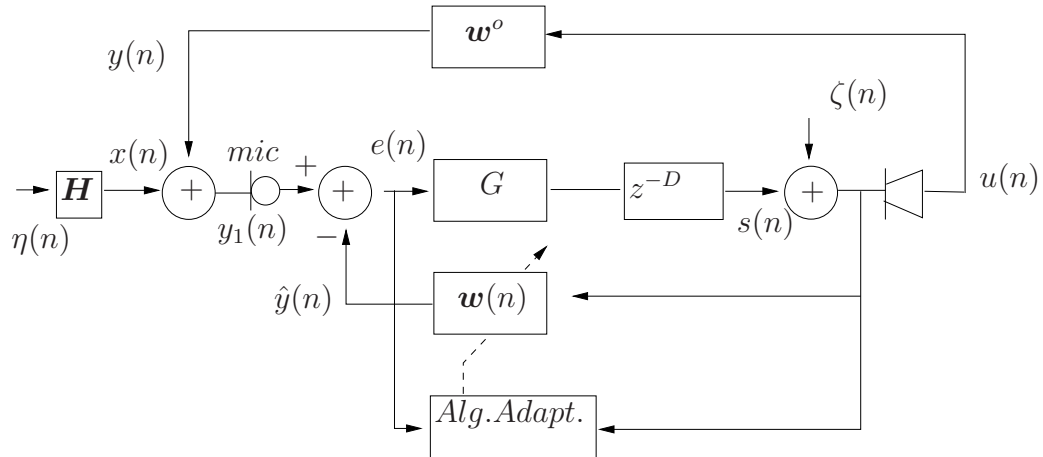 w^o
y(n)
ζ(n)
x(n)
mic
e(n)
+
H
+
+
G
z^{-D}
+
u(n)
η(n)
y_1(n)
−
s(n)
ŷ(n)
w(n)
Alg.Adapt.